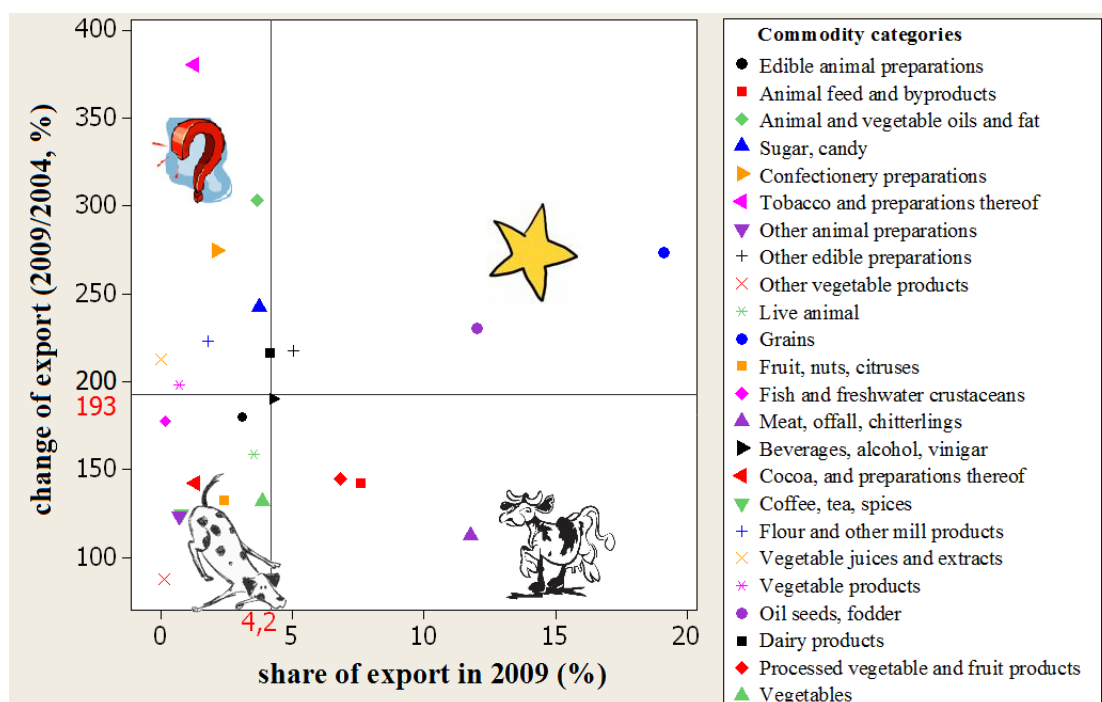 400
350
300
250
200
193
150
100
change of export (2009/2004, %)
0
4,2
5
10
15
20
share of export in 2009 (%)
Commodity categories
Edible animal preparations
Animal feed and byproducts
Animal and vegetable oils and fat
Sugar, candy
Confectionery preparations
Tobacco and preparations thereof
Other animal preparations
Other edible preparations
Other vegetable products
Live animal
Grains
Fruit, nuts, citruses
Fish and freshwater crustaceans
Meat, offall, chitterlings
Beverages, alcohol, vinigar
Cocoa, and preparations thereof
Coffee, tea, spices
Flour and other mill products
Vegetable juices and extracts
Vegetable products
Oil seeds, fodder
Dairy products
Processed vegetable and fruit products
Vegetables